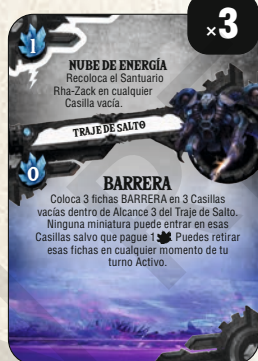 ×3
1
NUBE DE ENERGÍA
Recoloca el Santuario
Rha-Zack en cualquier
Casilla vacía.
TRAJE DE SALTO
0
BARRERA
Coloca 3 fichas BARRERA en 3 Casillas
vacías dentro de Alcance 3 del Traje de Salto.
Ninguna miniatura puede entrar en esas
Casillas salvo que pague 1. Puedes retirar
esas fichas en cualquier momento de tu
turno Activo.